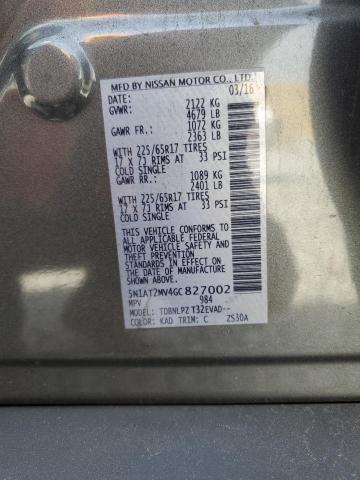 MFD BY NISSAN MOTOR CO., LTD.
DATE: 03/16
GVWR: 2122 KG
4679 LB
GAWR FR.: 1072 KG
2363 LB
WITH 225/65R17 TIRES
17 X 7J RIMS AT 33 PSI
COLD SINGLE
GAWR RR.: 1089 KG
2401 LB
WITH 225/65R17 TIRES
17 X 7J RIMS AT 33 PSI
COLD SINGLE
THIS VEHICLE CONFORMS TO
ALL APPLICABLE FEDERAL
MOTOR VEHICLE SAFETY
STANDARDS IN EFFECT ON
THE DATE OF MANUFACTURE
SHOWN ABOVE.
5N1AT2MV4GC827002
MPV 984
MODEL: TDBNLPZ T32EVAD--
COLOR: KAD TRIM: C ZS30A